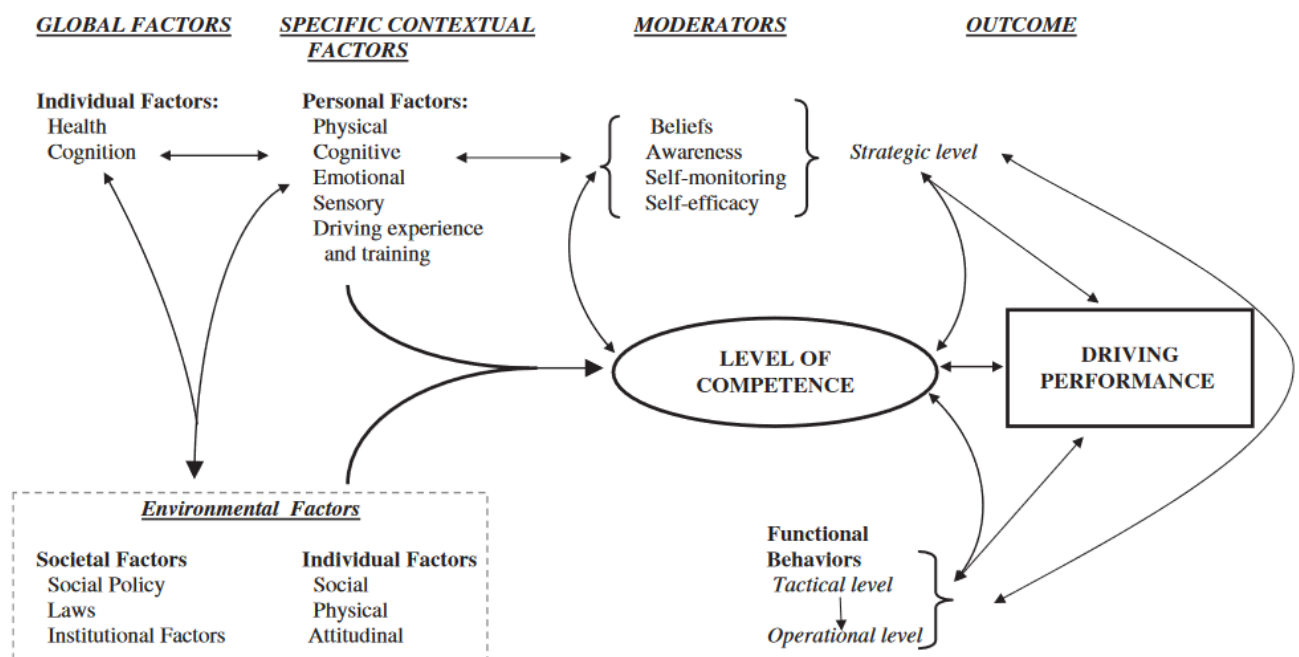 GLOBAL FACTORS
SPECIFIC CONTEXTUAL
FACTORS
MODERATORS
OUTCOME
Individual Factors:
Health
Cognition
Personal Factors:
Physical
Cognitive
Emotional
Sensory
Driving experience
and training
Beliefs
Awareness
Self-monitoring
Self-efficacy
Strategic level
LEVEL OF
COMPETENCE
DRIVING
PERFORMANCE
Environmental Factors
Societal Factors
Social Policy
Laws
Institutional Factors
Individual Factors
Social
Physical
Attitudinal
Functional
Behaviors
Tactical level
Operational level